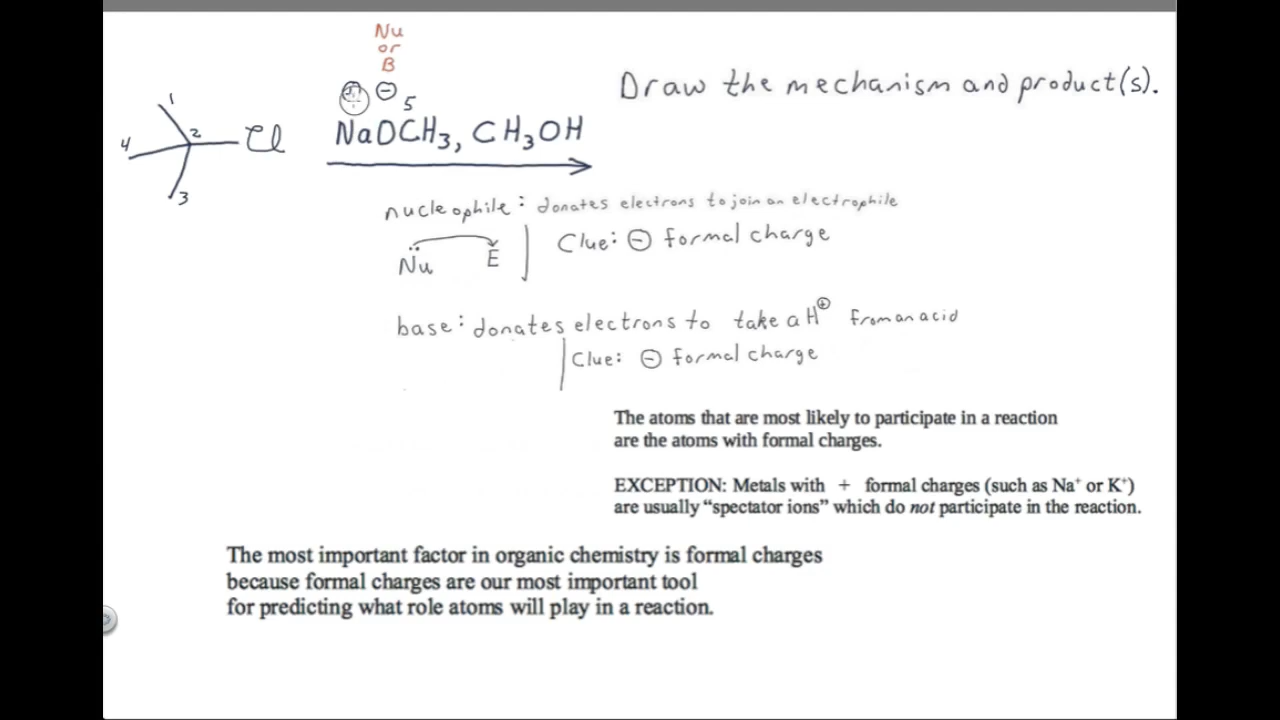 Nu
or
B
⊕ ⊖ 5
Draw the mechanism and product(s).
1
4 2 Cl
3
NaOCH3, CH3OH
nucleophile: donates electrons to join an electrophile
Clue: ⊖ formal charge
Nu E
base: donates electrons to take a H⊕ from an acid
Clue: ⊖ formal charge
The atoms that are most likely to participate in a reaction
are the atoms with formal charges.
EXCEPTION: Metals with + formal charges (such as Na+ or K+)
are usually “spectator ions” which do not participate in the reaction.
The most important factor in organic chemistry is formal charges
because formal charges are our most important tool
for predicting what role atoms will play in a reaction.